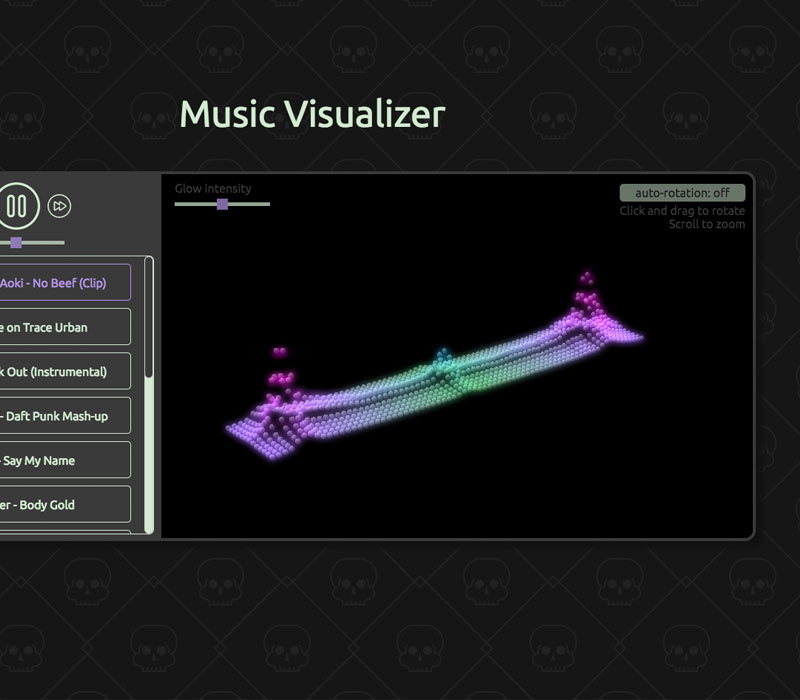 Music Visualizer
Glow intensity
auto-rotation: off
Click and drag to rotate
Scroll to zoom
Aoki - No Beef (Clip)
e on Trace Urban
k Out (Instrumental)
- Daft Punk Mash-up
- Say My Name
er - Body Gold